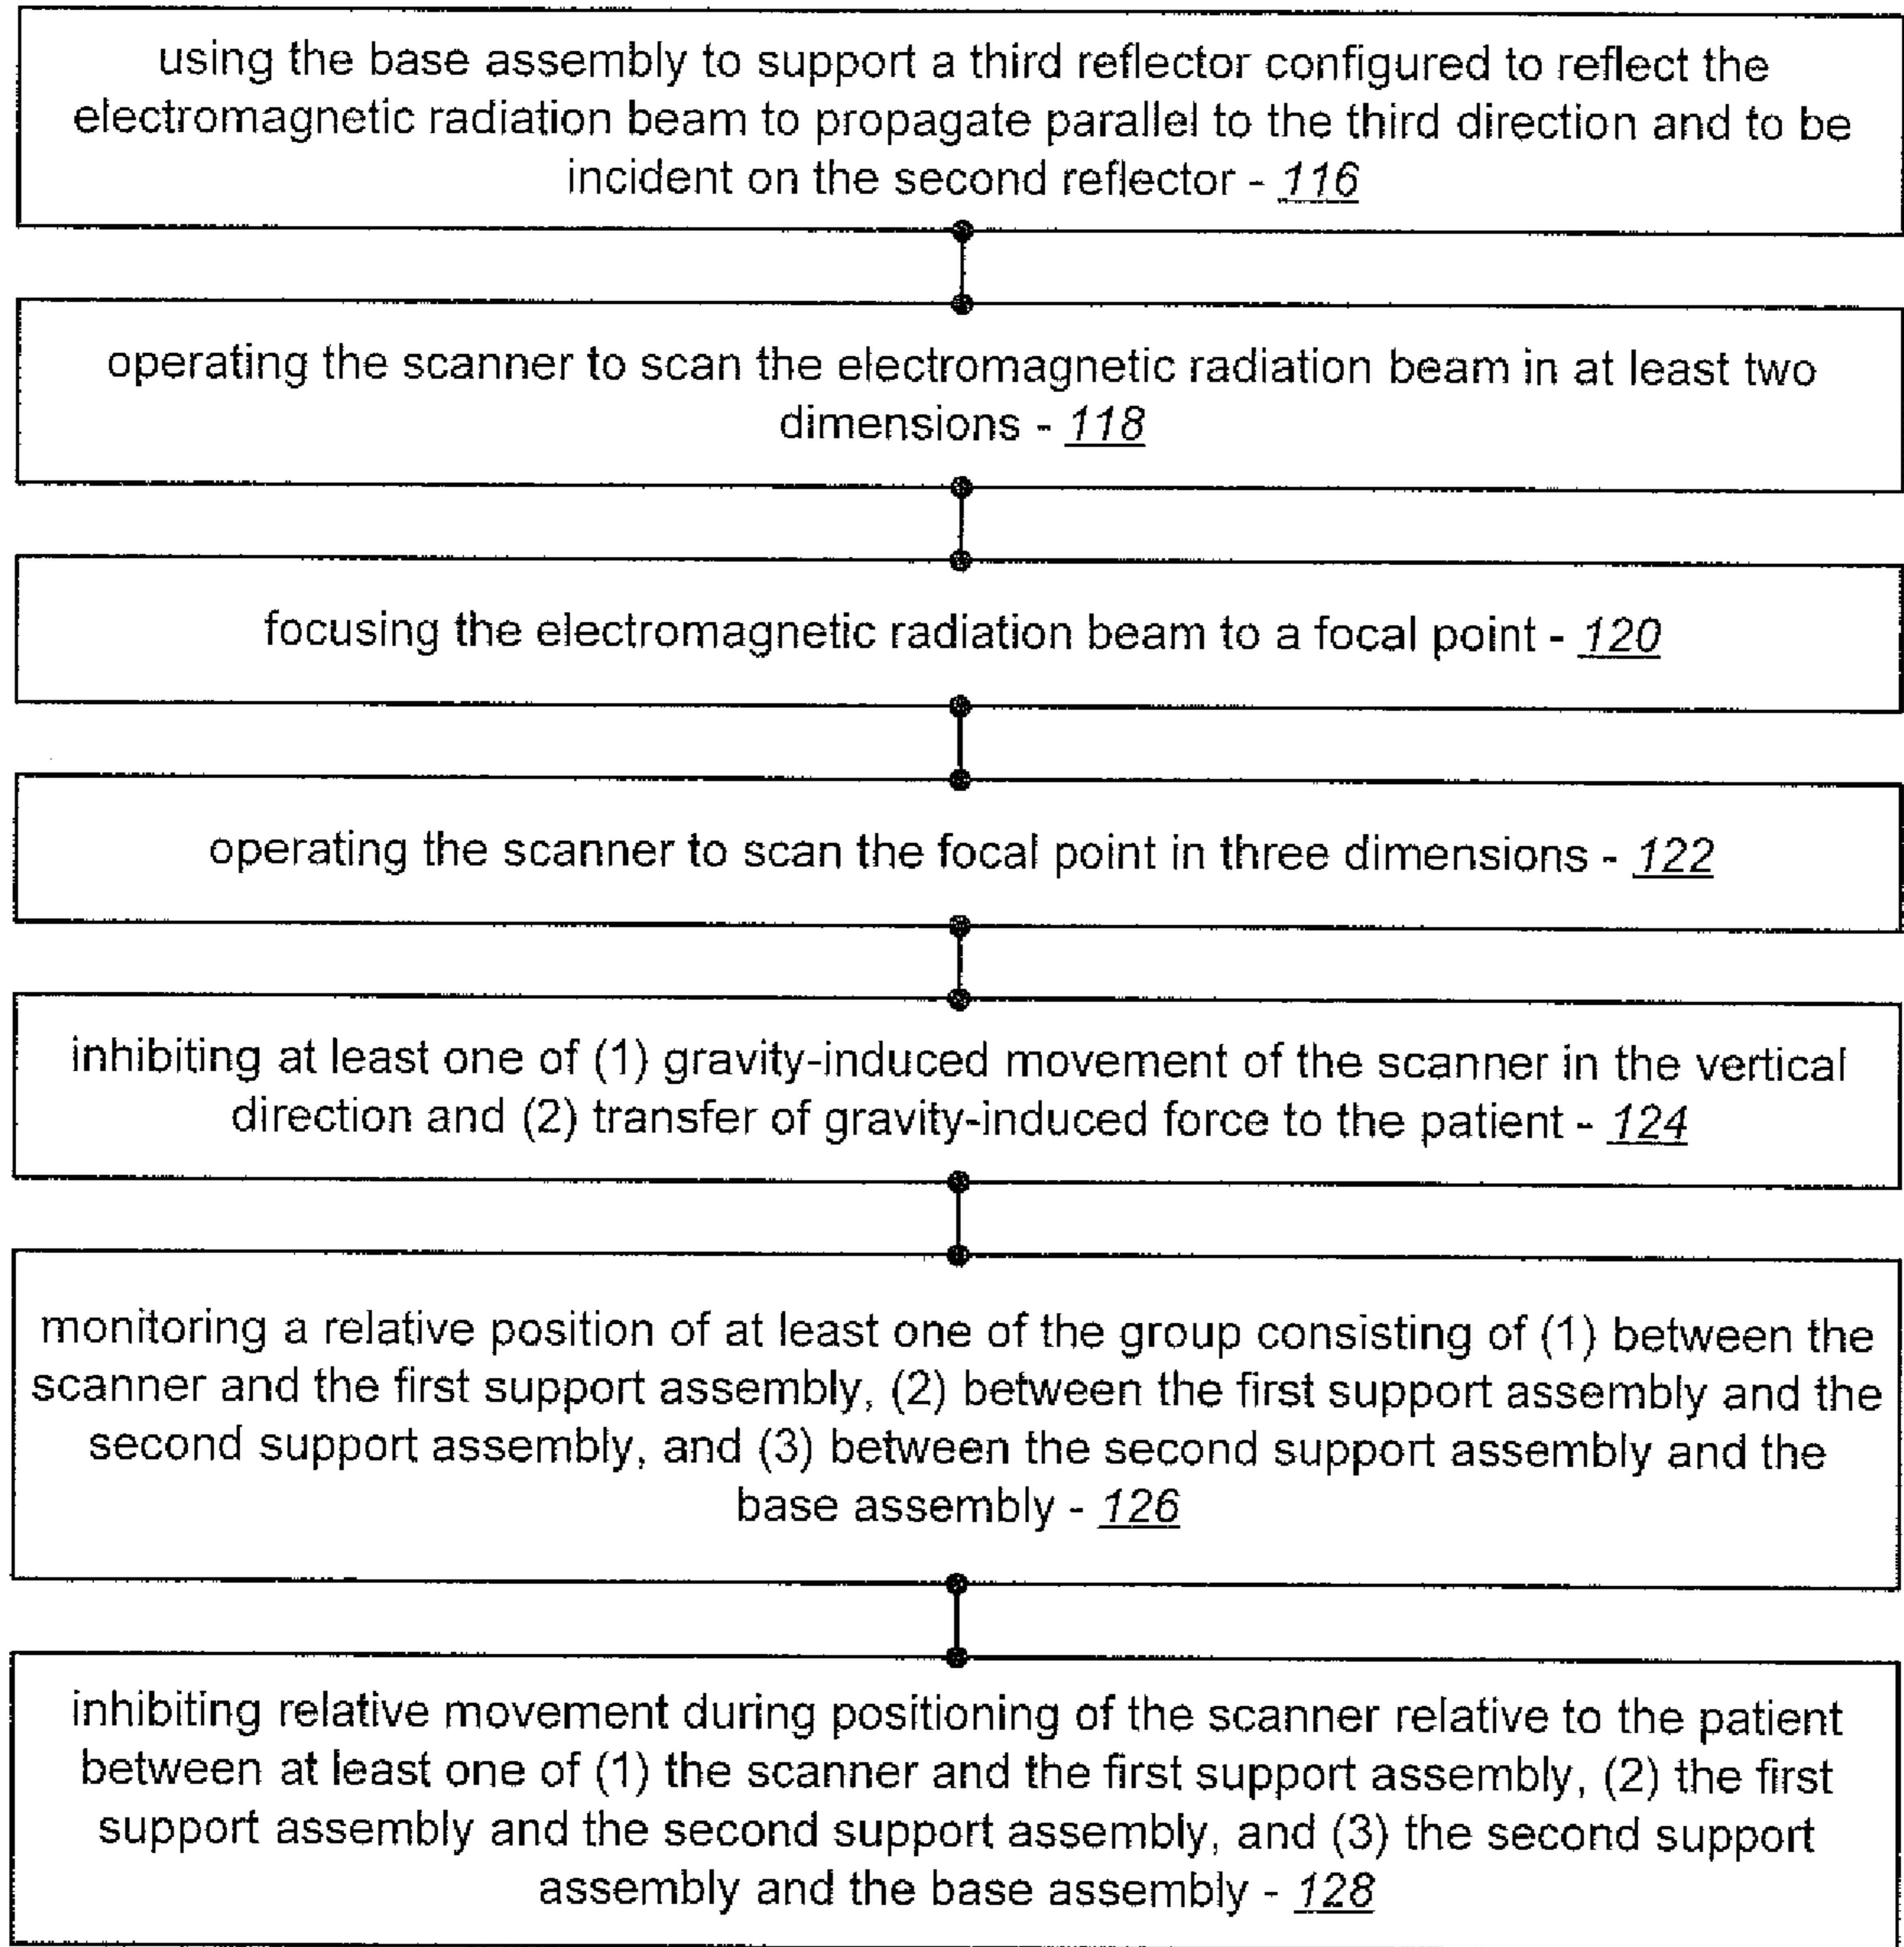 using the base assembly to support a third reflector configured to reflect the
electromagnetic radiation beam to propagate parallel to the third direction and to be
incident on the second reflector - 116
operating the scanner to scan the electromagnetic radiation beam in at least two
dimensions - 118
focusing the electromagnetic radiation beam to a focal point - 120
operating the scanner to scan the focal point in three dimensions - 122
inhibiting at least one of (1) gravity-induced movement of the scanner in the vertical
direction and (2) transfer of gravity-induced force to the patient - 124
monitoring a relative position of at least one of the group consisting of (1) between the
scanner and the first support assembly, (2) between the first support assembly and the
second support assembly, and (3) between the second support assembly and the
base assembly - 126
inhibiting relative movement during positioning of the scanner relative to the patient
between at least one of (1) the scanner and the first support assembly, (2) the first
support assembly and the second support assembly, and (3) the second support
assembly and the base assembly - 128